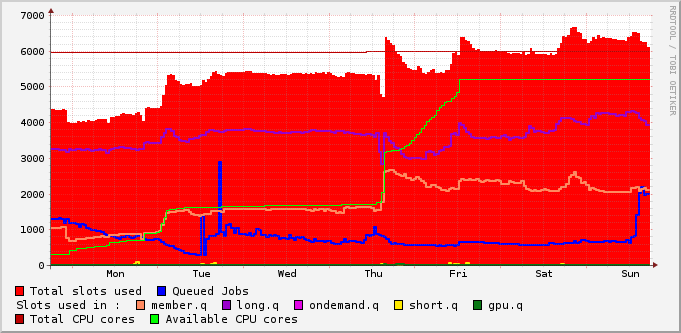 7000
6000
5000
4000
3000
2000
1000
0
Mon Tue Wed Thu Fri Sat Sun
Total slots used Queued Jobs
Slots used in : member.q long.q ondemand.q short.q gpu.q
Total CPU cores Available CPU cores
RRDTOOL / TOBI OETIKER